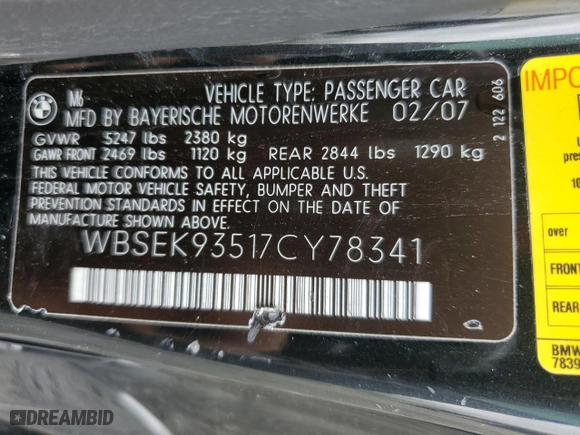 M6 VEHICLE TYPE: PASSENGER CAR
MFD BY BAYERISCHE MOTORENWERKE 02/07
GVWR 5247 lbs 2380 kg
GAWR FRONT 2469 lbs 1120 kg REAR 2844 lbs 1290 kg
THIS VEHICLE CONFORMS TO ALL APPLICABLE U.S.
FEDERAL MOTOR VEHICLE SAFETY, BUMPER AND THEFT
PREVENTION STANDARDS IN EFFECT ON THE DATE OF
MANUFACTURE SHOWN ABOVE.
WBSEK93517CY78341
2 122 606
IMPO
pres
10
over
FRONT
REAR
BMW
7839
DREAMBID